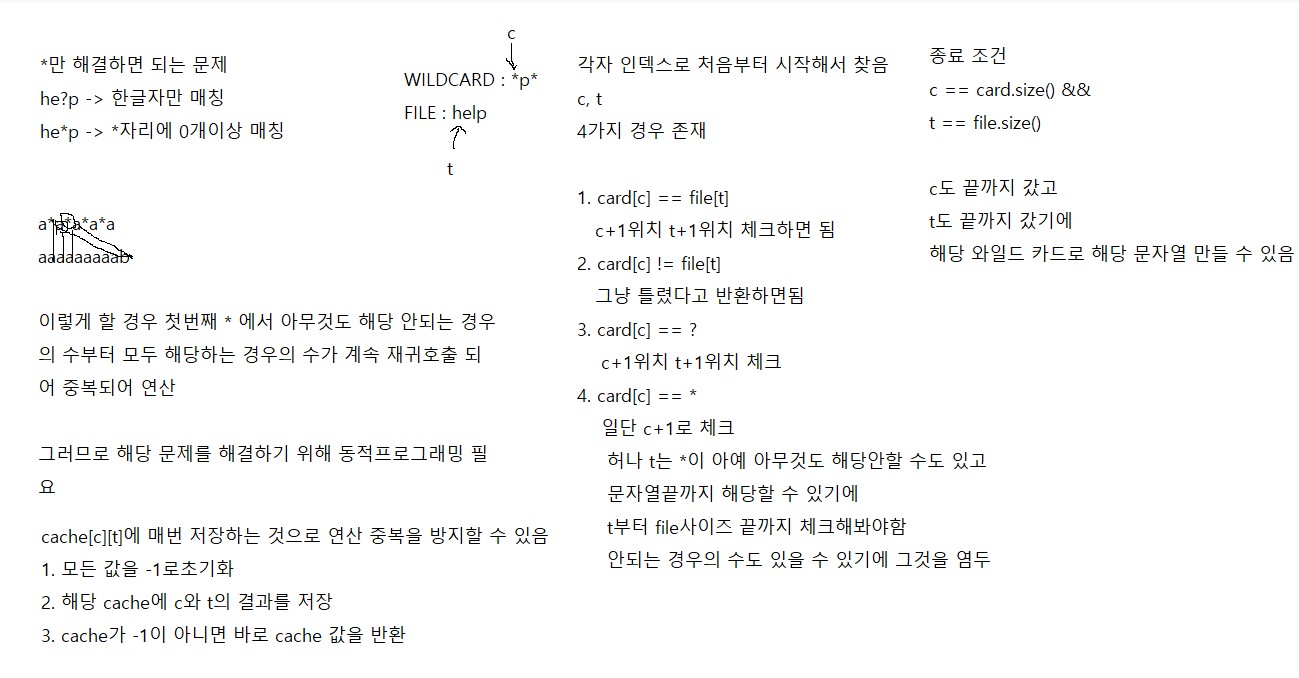 *만 해결하면 되는 문제
he?p -> 한글자만 매칭
he*p -> *자리에 0개이상 매칭
a*a*a*a*a
aaaaaaaaab
이렇게 할 경우 첫번째 * 에서 아무것도 해당 안되는 경우
의 수부터 모두 해당하는 경우의 수가 계속 재귀호출 되
어 중복되어 연산
그러므로 해당 문제를 해결하기 위해 동적프로그래밍 필
요
cache[c][t]에 매번 저장하는 것으로 연산 중복을 방지할 수 있음
1. 모든 값을 -1로초기화
2. 해당 cache에 c와 t의 결과를 저장
3. cache가 -1이 아니면 바로 cache 값을 반환
c
WILDCARD : *p*
FILE : help
t
각자 인덱스로 처음부터 시작해서 찾음
c, t
4가지 경우 존재
1. card[c] == file[t]
c+1위치 t+1위치 체크하면 됨
2. card[c] != file[t]
그냥 틀렸다고 반환하면됨
3. card[c] == ?
c+1위치 t+1위치 체크
4. card[c] == *
일단 c+1로 체크
허나 t는 *이 아예 아무것도 해당안할 수도 있고
문자열끝까지 해당할 수 있기에
t부터 file사이즈 끝까지 체크해봐야함
안되는 경우의 수도 있을 수 있기에 그것을 염두
종료 조건
c == card.size() &&
t == file.size()
c도 끝까지 갔고
t도 끝까지 갔기에
해당 와일드 카드로 해당 문자열 만들 수 있음